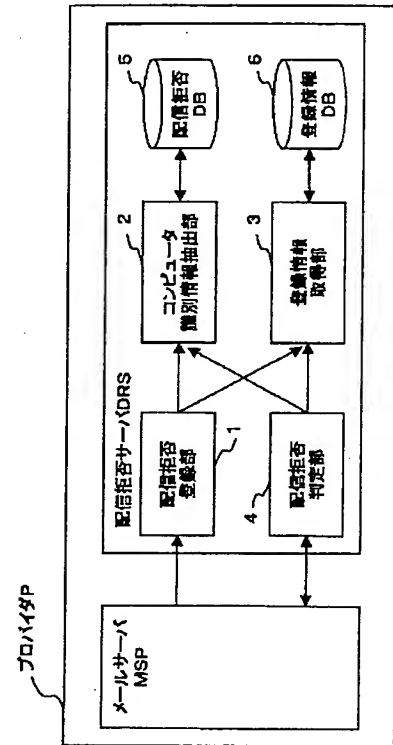 プロバイダP
メールサーバ
MSP
配信拒否サーバDRS
配信拒否
登録部
1
コンピュータ
識別情報抽出部
2
配信拒否
DB
5
配信拒否
判定部
4
登録情報
取得部
3
登録情報
DB
6